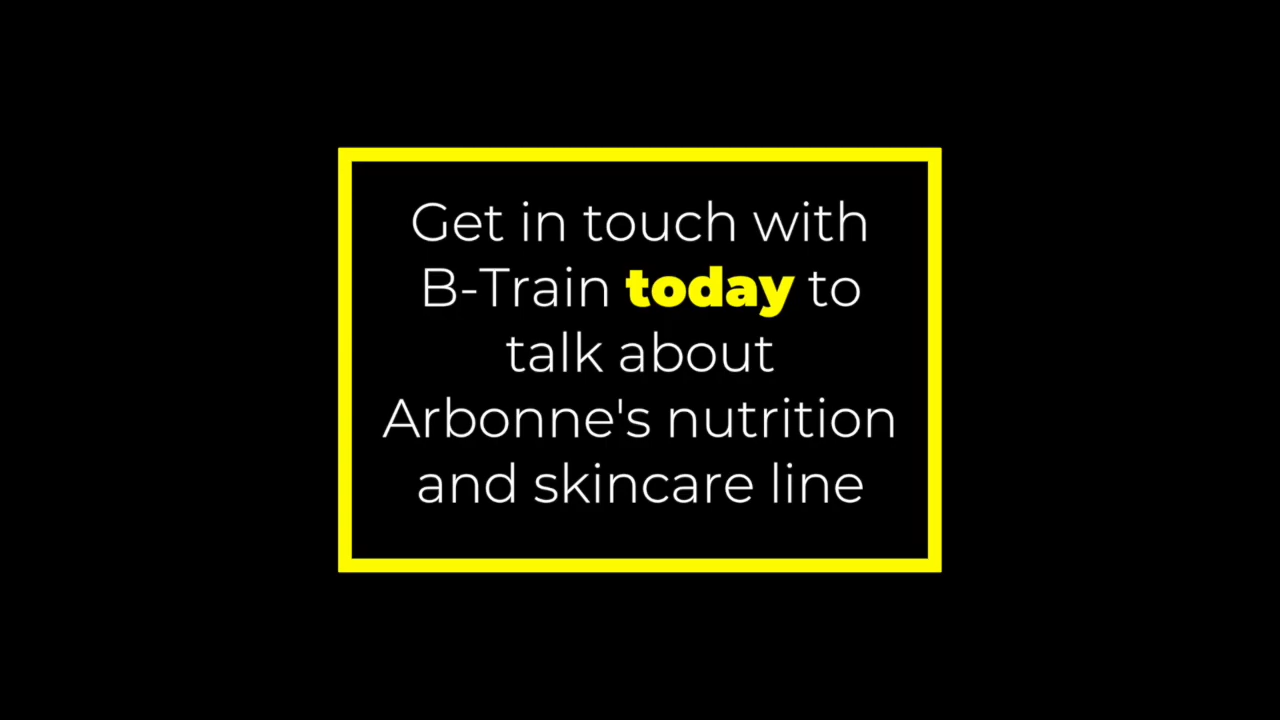 Get in touch with
B-Train today to
talk about
Arbonne's nutrition
and skincare line